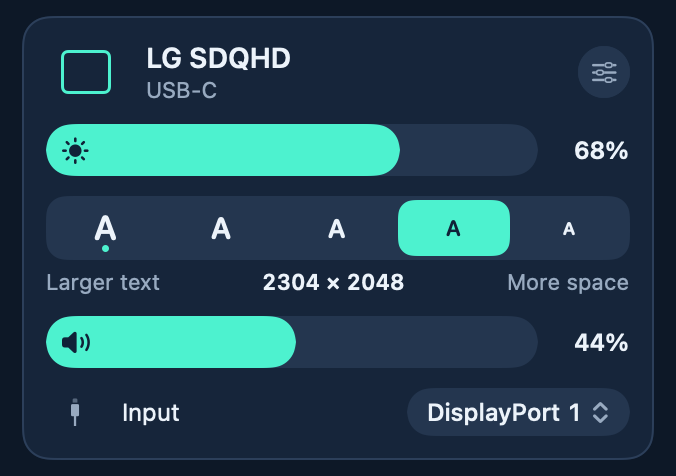 LG SDQHD
USB-C
68%
A A A A A
Larger text 2304 × 2048 More space
44%
Input DisplayPort 1